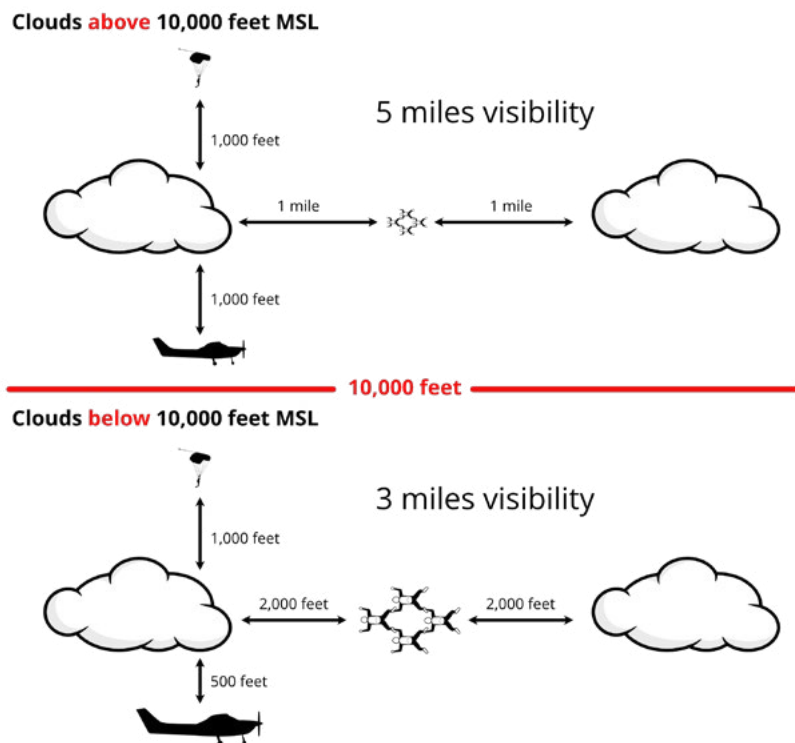 Clouds above 10,000 feet MSL
5 miles visibility
1,000 feet
1 mile
1 mile
1,000 feet
10,000 feet
Clouds below 10,000 feet MSL
3 miles visibility
1,000 feet
2,000 feet
2,000 feet
500 feet